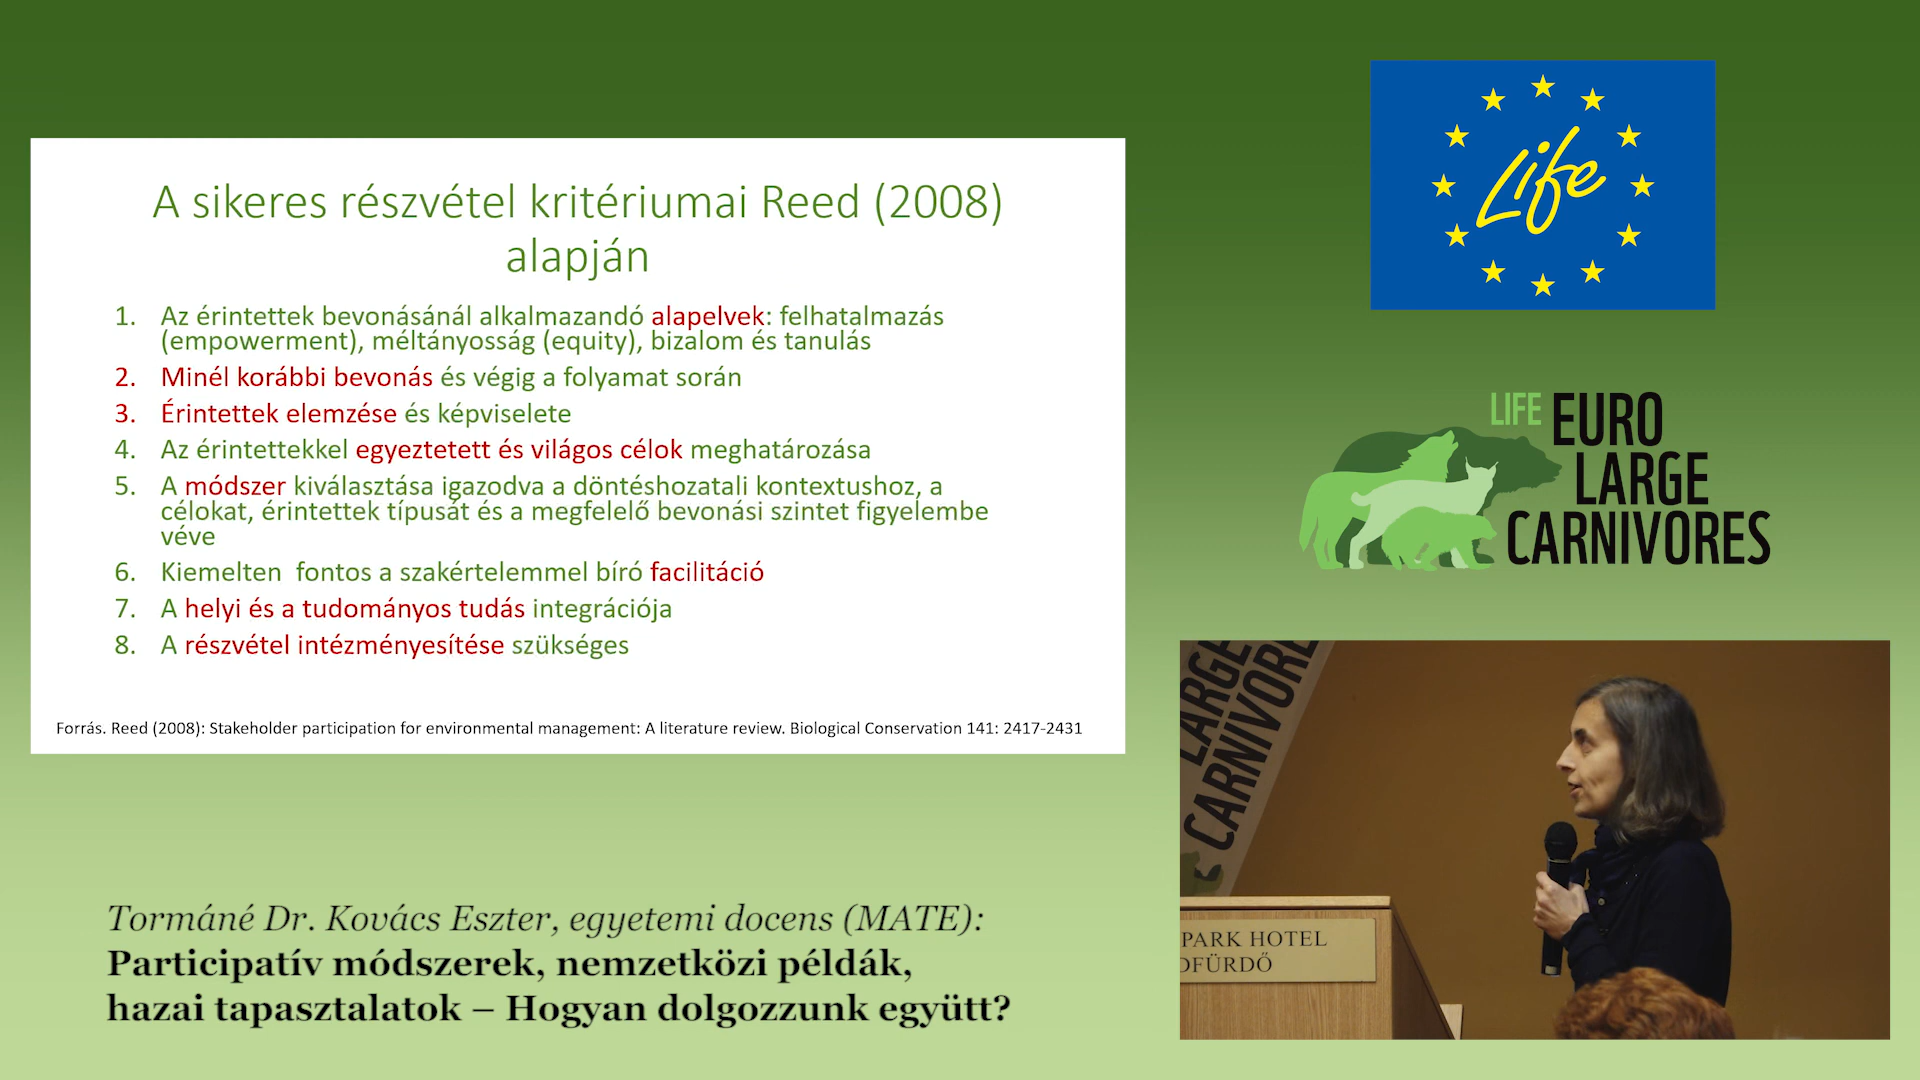 A sikeres részvétel kritériumai Reed (2008)
alapján
1. Az érintettek bevonásánál alkalmazandó alapelvek: felhatalmazás
(empowerment), méltányosság (equity), bizalom és tanulás
2. Minél korábbi bevonás és végig a folyamat során
3. Érintettek elemzése és képviselete
4. Az érintettekkel egyeztetett és világos célok meghatározása
5. A módszer kiválasztása igazodva a döntéshozatali kontextushoz, a
célokat, érintettek típusát és a megfelelő bevonási szintet figyelembe
véve
6. Kiemelten fontos a szakértelemmel bíró facilitáció
7. A helyi és a tudományos tudás integrációja
8. A részvétel intézményesítése szükséges
Forrás. Reed (2008): Stakeholder participation for environmental management: A literature review. Biological Conservation 141: 2417-2431
Tormáné Dr. Kovács Eszter, egyetemi docens (MATE):
Participatív módszerek, nemzetközi példák,
hazai tapasztalatok – Hogyan dolgozzunk együtt?
Life
LIFE EURO
LARGE
CARNIVORES
LARGE
CARNIVORE
PARK HOTEL
DFÜRDŐ